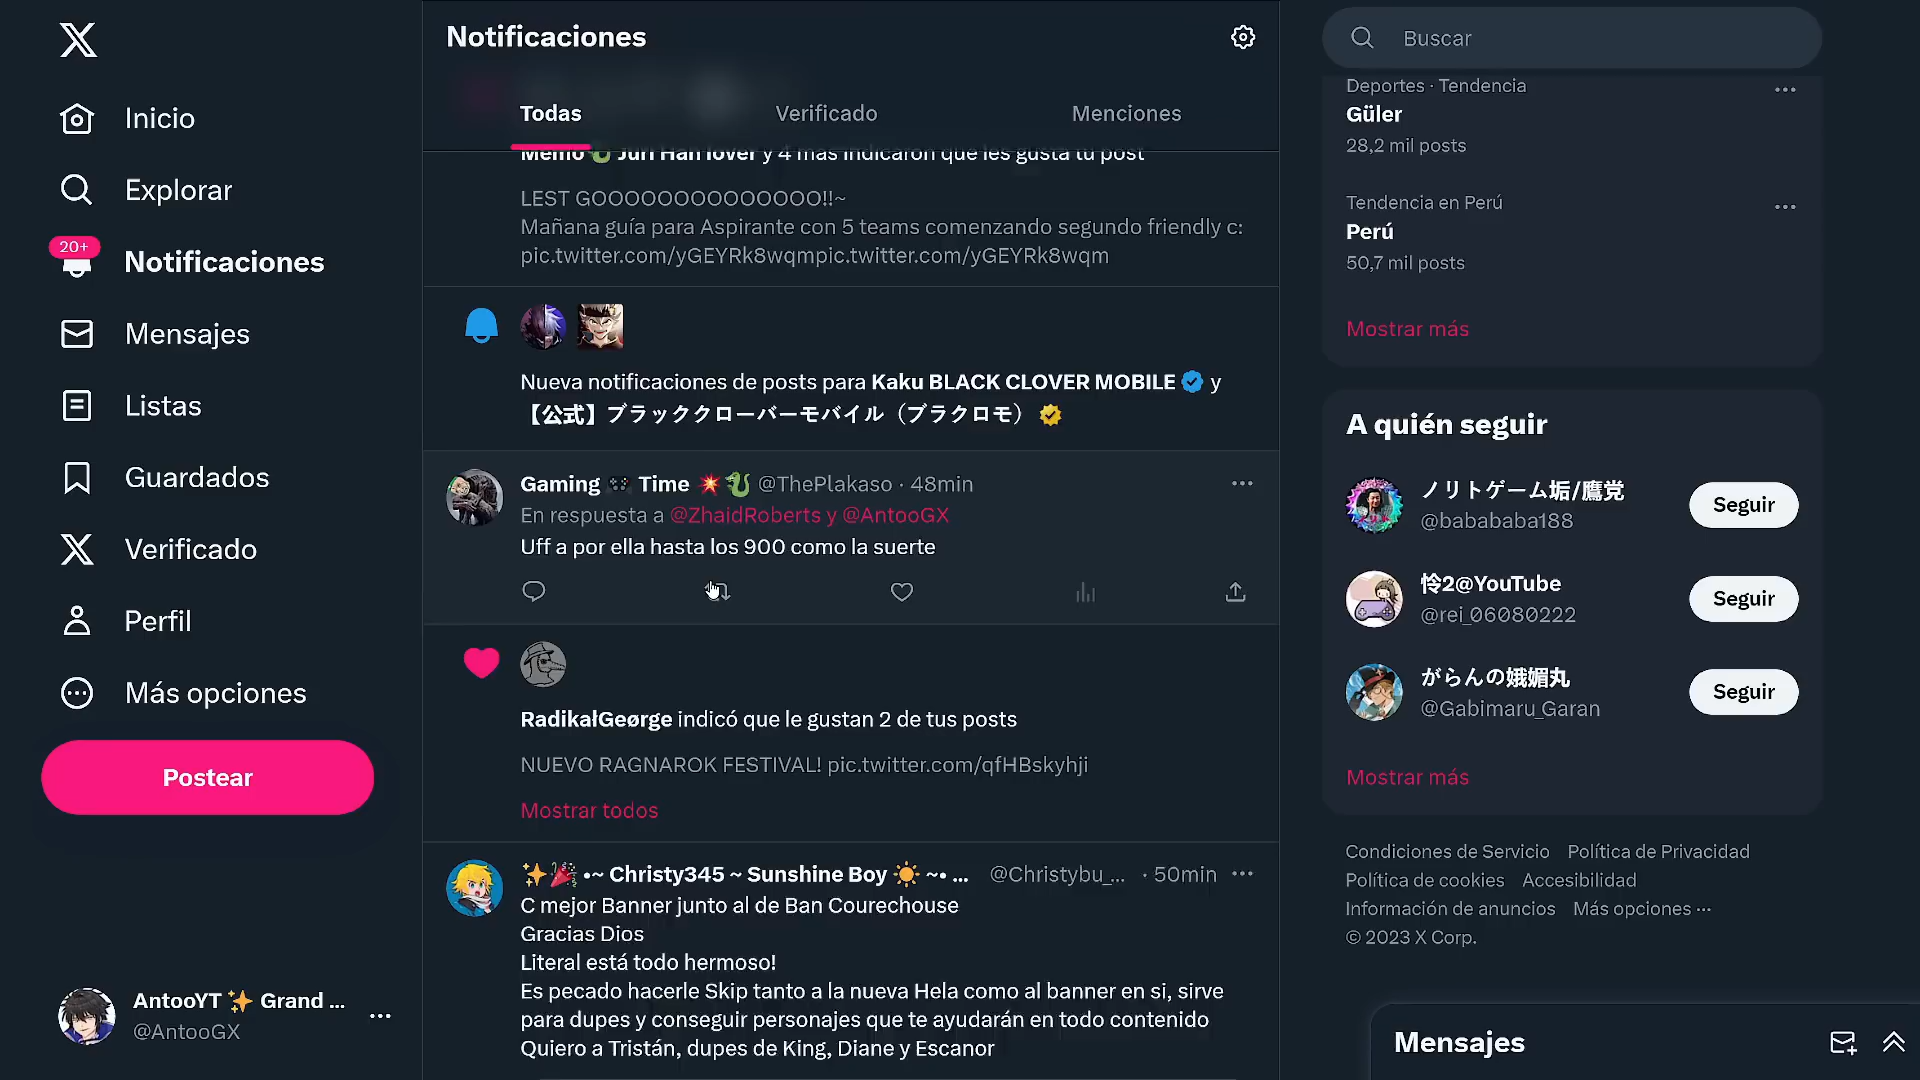 Inicio
Explorar
20+
Notificaciones
Mensajes
Listas
Guardados
Verificado
Perfil
Más opciones
Postear
AntooYT ✨ Grand ...
@AntooGX
Notificaciones
Todas
Verificado
Menciones
Memo 🐉 Juri Han lover y 4 más indicaron que les gusta tu post
LEST GOOOOOOOOOOOOOO!!~
Mañana guía para Aspirante con 5 teams comenzando segundo friendly c:
pic.twitter.com/yGEYRk8wqmpic.twitter.com/yGEYRk8wqm
Nueva notificaciones de posts para Kaku BLACK CLOVER MOBILE y
【公式】ブラッククローバーモバイル（ブラクロモ）
Gaming 🎮 Time 💥🐉 @ThePlakaso · 48min
En respuesta a @ZhaidRoberts y @AntooGX
Uff a por ella hasta los 900 como la suerte
RadikałGeørge indicó que le gustan 2 de tus posts
NUEVO RAGNAROK FESTIVAL! pic.twitter.com/qfHBskyhji
Mostrar todos
✨🎉 •~ Christy345 ~ Sunshine Boy ☀️ ~• ... @Christybu_... · 50min
C mejor Banner junto al de Ban Courechouse
Gracias Dios
Literal está todo hermoso!
Es pecado hacerle Skip tanto a la nueva Hela como al banner en si, sirve
para dupes y conseguir personajes que te ayudarán en todo contenido
Quiero a Tristán, dupes de King, Diane y Escanor
Buscar
Deportes · Tendencia
Güler
28,2 mil posts
Tendencia en Perú
Perú
50,7 mil posts
Mostrar más
A quién seguir
ノリトゲーム垢/鷹党
@babababa188
Seguir
怜2@YouTube
@rei_06080222
Seguir
がらんの娥媚丸
@Gabimaru_Garan
Seguir
Mostrar más
Condiciones de Servicio Política de Privacidad
Política de cookies Accesibilidad
Información de anuncios Más opciones ···
© 2023 X Corp.
Mensajes